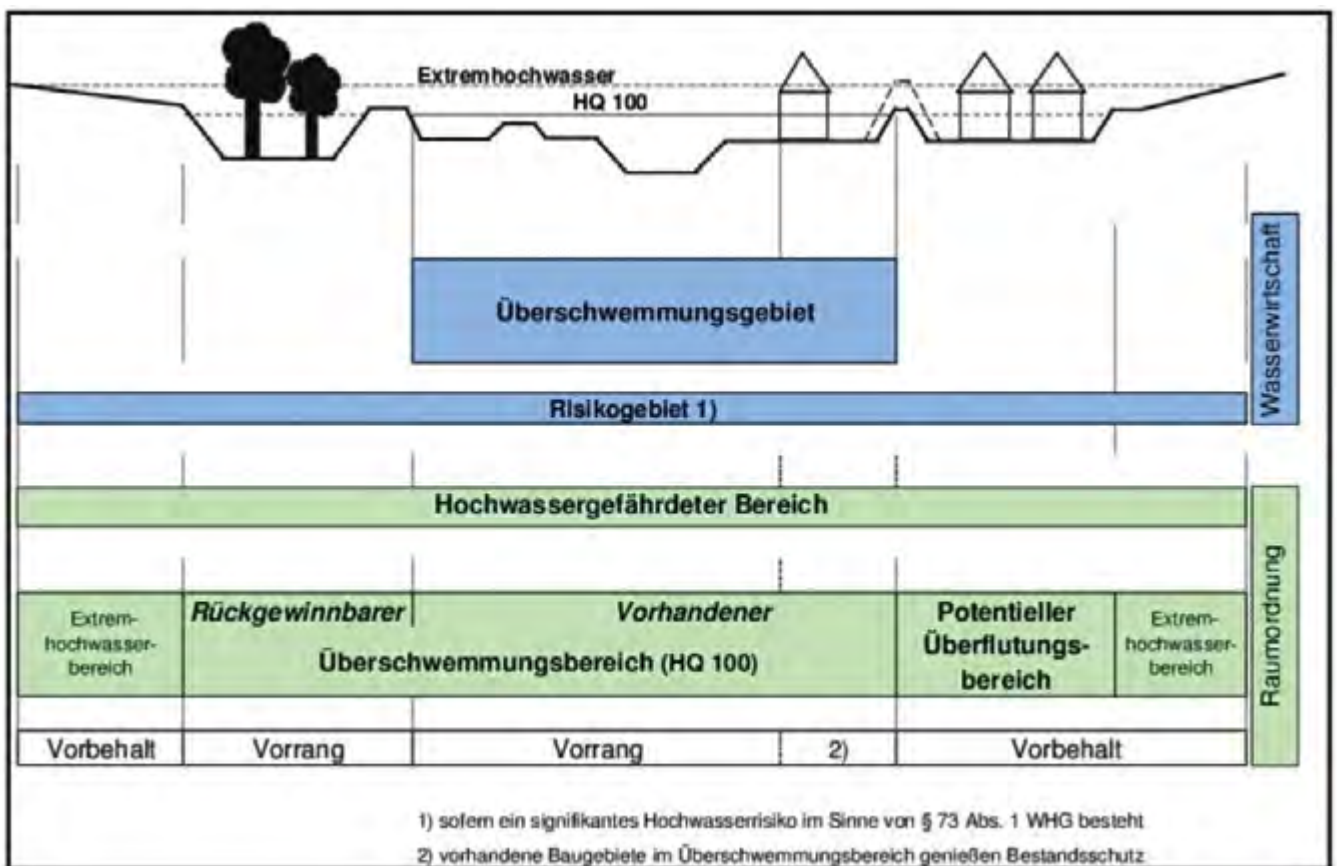 Extremhochwasser
HQ 100
Wasserwirtschaft
Überschwemmungsgebiet
Risikogebiet 1)
Hochwassergefährdeter Bereich
Raumordnung
Extrem-
hochwasser-
bereich
Rückgewinnbarer
Vorhandener
Überschwemmungsbereich (HQ 100)
Potentieller
Überflutungs-
bereich
Extrem-
hochwasser-
bereich
Vorbehalt
Vorrang
Vorrang
2)
Vorbehalt
1) sofern ein signifikantes Hochwasserrisiko im Sinne von § 73 Abs. 1 WHG besteht
2) vorhandene Baugebiete im Überschwemmungsbereich genießen Bestandsschutz